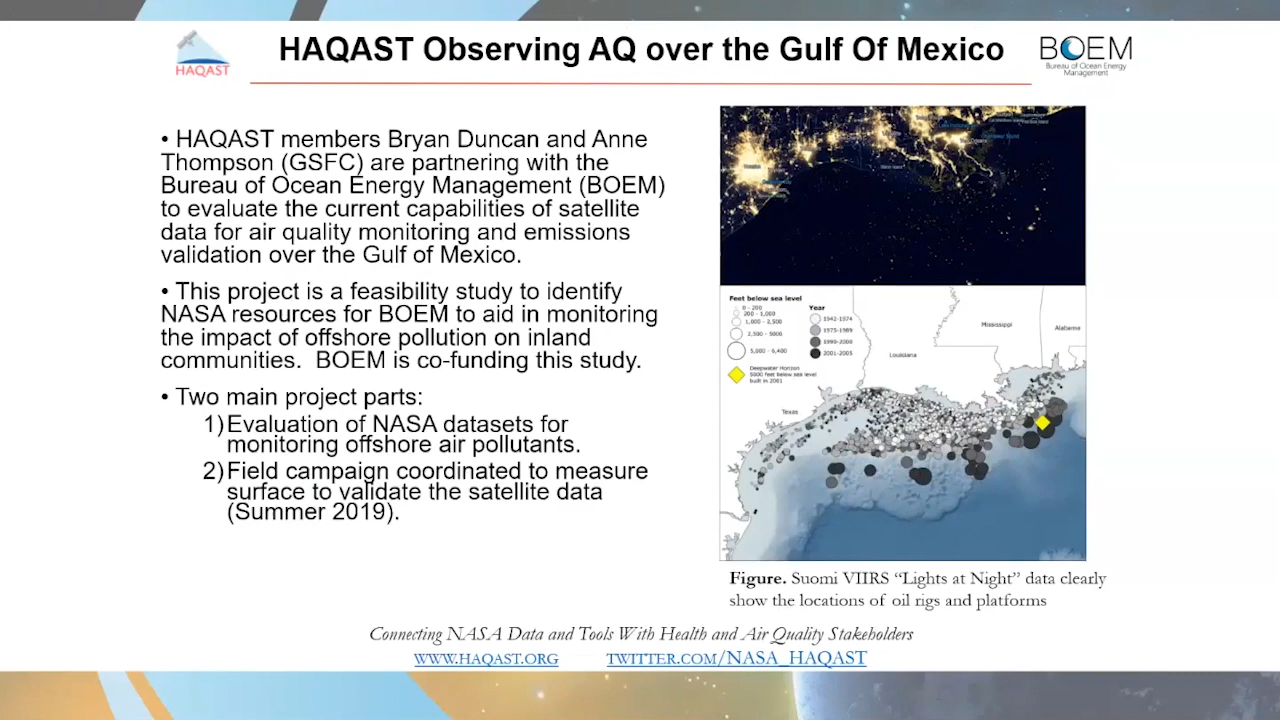 HAQAST
HAQAST Observing AQ over the Gulf Of Mexico
BOEM
Bureau of Ocean Energy
Management
• HAQAST members Bryan Duncan and Anne
Thompson (GSFC) are partnering with the
Bureau of Ocean Energy Management (BOEM)
to evaluate the current capabilities of satellite
data for air quality monitoring and emissions
validation over the Gulf of Mexico.
• This project is a feasibility study to identify
NASA resources for BOEM to aid in monitoring
the impact of offshore pollution on inland
communities. BOEM is co-funding this study.
• Two main project parts:
1) Evaluation of NASA datasets for
monitoring offshore air pollutants.
2) Field campaign coordinated to measure
surface to validate the satellite data
(Summer 2019).
Feet below sea level
0 - 200
200 - 1,000
1,000 - 2,500
2,500 - 5000
5,000 - 6,400
Year
1942-1974
1975-1989
1990-2000
2001-2005
Deepwater Horizon
5000 feet below sea level
built in 2001
Mississippi
Alabama
Louisiana
Texas
Figure. Suomi VIIRS “Lights at Night” data clearly
show the locations of oil rigs and platforms
Connecting NASA Data and Tools With Health and Air Quality Stakeholders
WWW.HAQAST.ORG TWITTER.COM/NASA_HAQAST